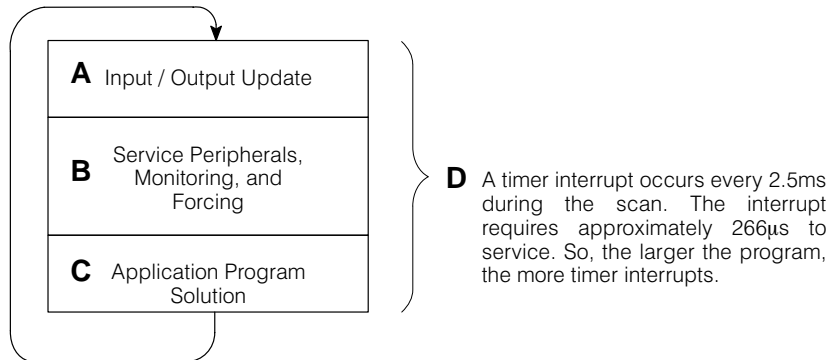 A Input / Output Update
B Service Peripherals,
Monitoring, and
Forcing
C Application Program
Solution
D A timer interrupt occurs every 2.5ms
during the scan. The interrupt
requires approximately 266μs to
service. So, the larger the program,
the more timer interrupts.